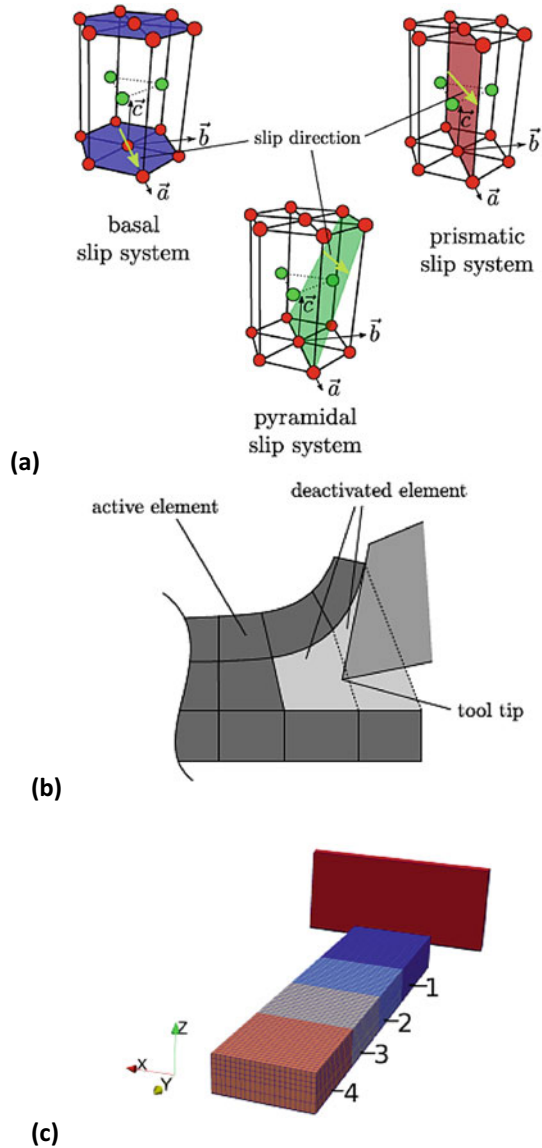 c⃗
b⃗
a⃗
basal
slip system
slip direction
c⃗
b⃗
a⃗
prismatic
slip system
c⃗
b⃗
a⃗
pyramidal
slip system
(a)
deactivated element
active element
tool tip
(b)
1
2
3
4
Z
X
Y
(c)